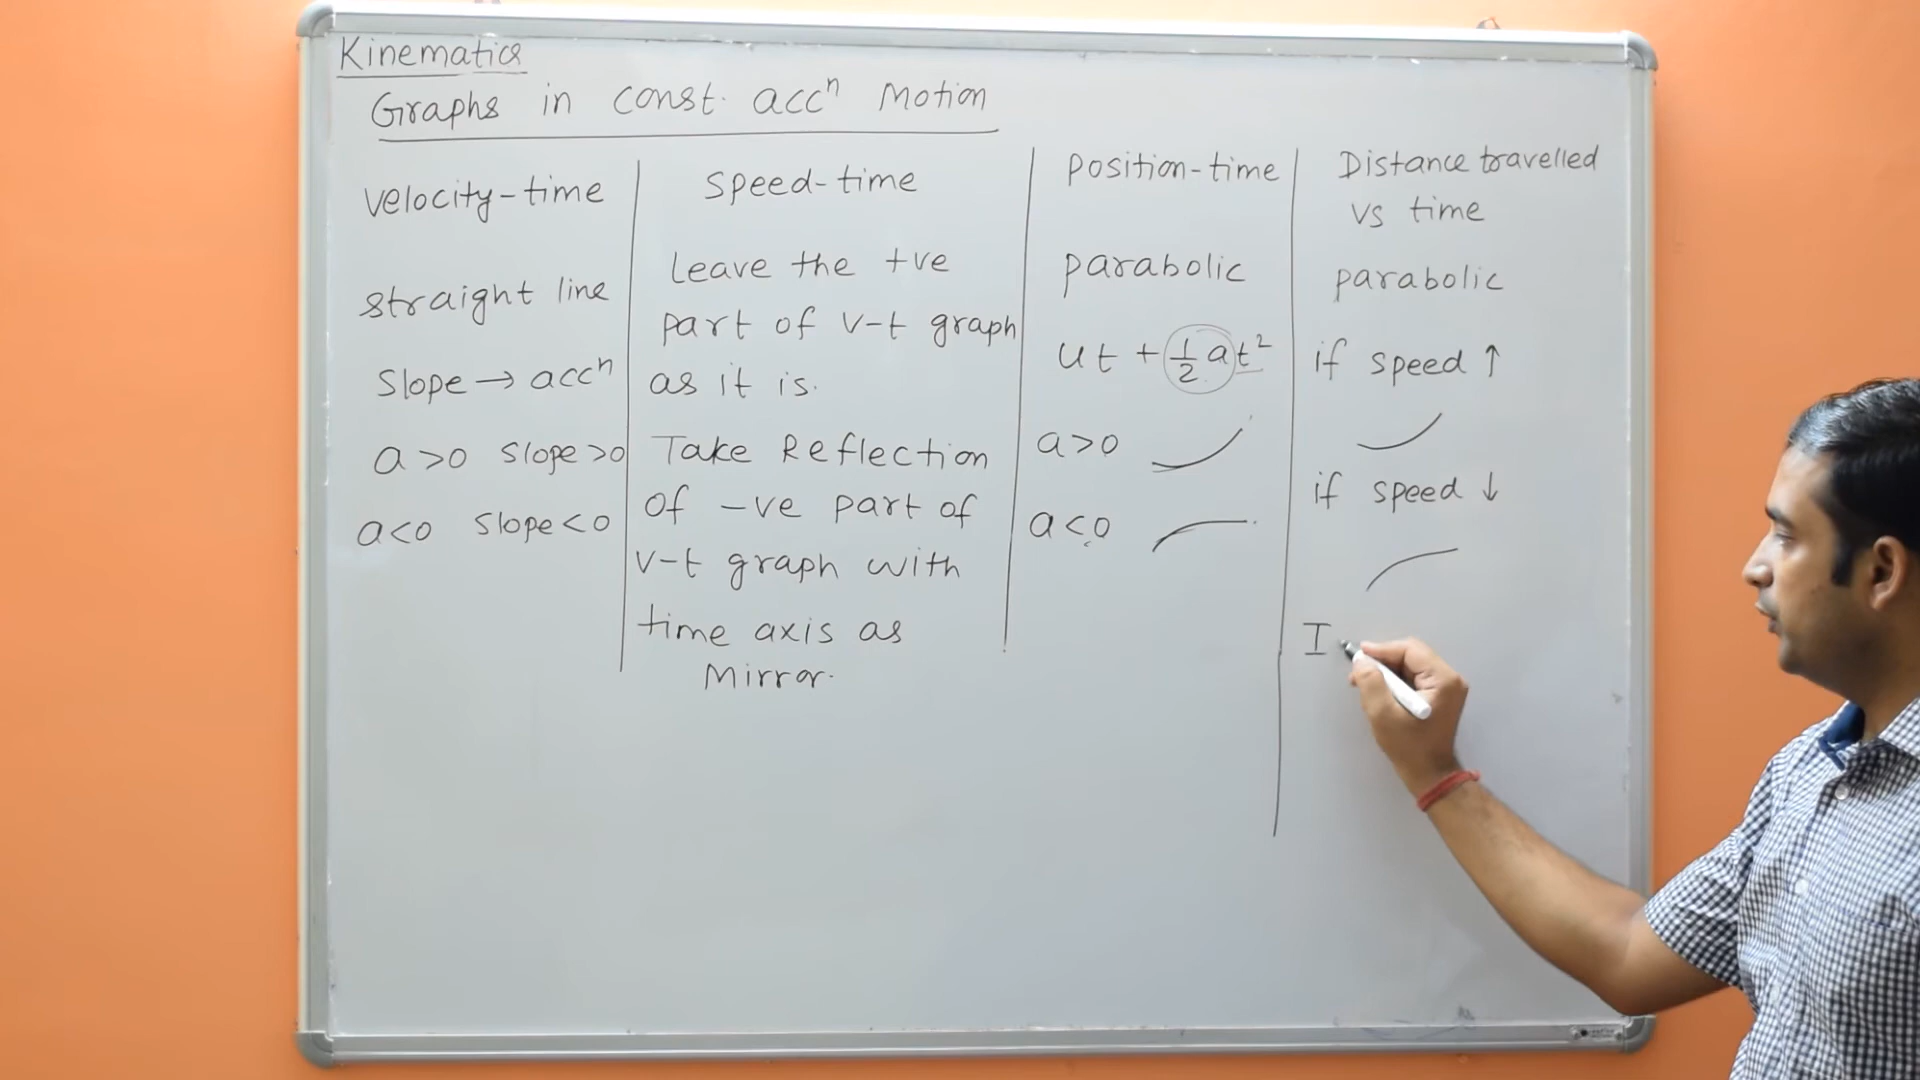 Kinematics
Graphs in const. accⁿ Motion
velocity-time
straight line
Slope → accⁿ
a>0 slope>0
a<0 slope<0
speed-time
Leave the +ve
part of v-t graph
as it is.
Take Reflection
of -ve part of
v-t graph with
time axis as
Mirror.
position-time
parabolic
ut + 1/2 at²
a>0
a<0
Distance travelled
vs time
parabolic
if speed ↑
if speed ↓
I